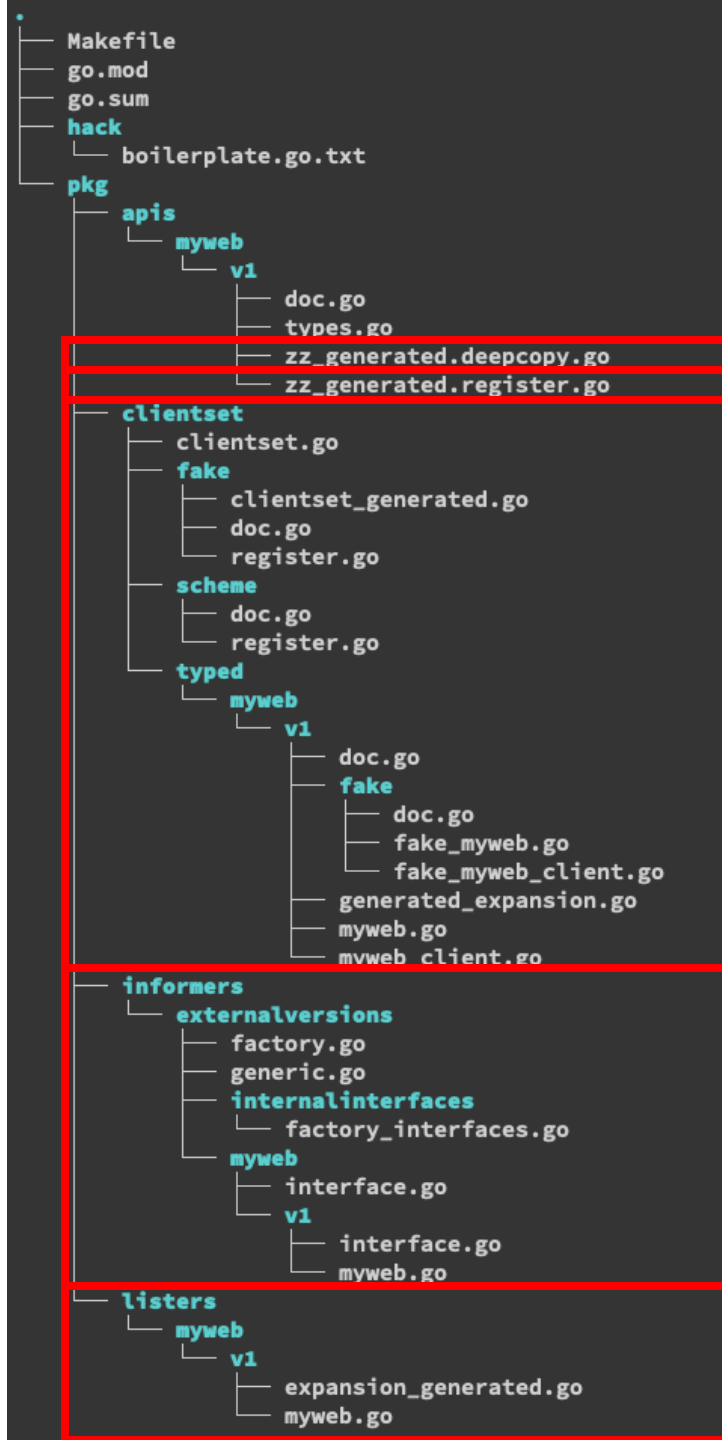 .
├── Makefile
├── go.mod
├── go.sum
├── hack
│   └── boilerplate.go.txt
└── pkg
    ├── apis
    │   └── myweb
    │       └── v1
    │           ├── doc.go
    │           ├── types.go
    │           ├── zz_generated.deepcopy.go
    │           └── zz_generated.register.go
    ├── clientset
    │   ├── clientset.go
    │   ├── fake
    │   │   ├── clientset_generated.go
    │   │   ├── doc.go
    │   │   └── register.go
    │   ├── scheme
    │   │   ├── doc.go
    │   │   └── register.go
    │   └── typed
    │       └── myweb
    │           └── v1
    │               ├── doc.go
    │               ├── fake
    │               │   ├── doc.go
    │               │   ├── fake_myweb.go
    │               │   └── fake_myweb_client.go
    │               ├── generated_expansion.go
    │               ├── myweb.go
    │               └── myweb_client.go
    ├── informers
    │   └── externalversions
    │       ├── factory.go
    │       ├── generic.go
    │       ├── internalinterfaces
    │       │   └── factory_interfaces.go
    │       └── myweb
    │           ├── interface.go
    │           └── v1
    │               ├── interface.go
    │               └── myweb.go
    └── listers
        └── myweb
            └── v1
                ├── expansion_generated.go
                └── myweb.go